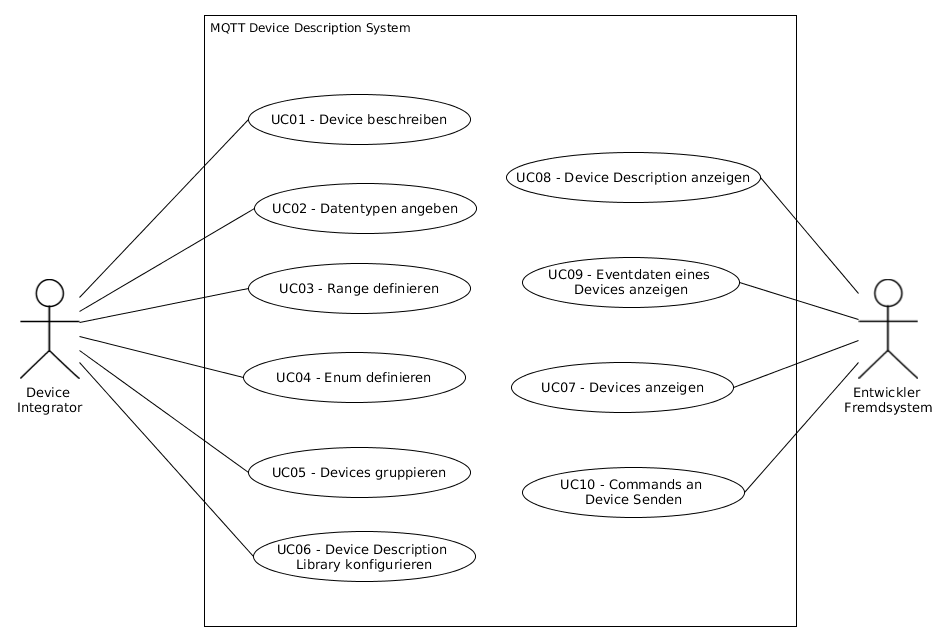 MQTT Device Description System
UC01 - Device beschreiben
UC02 - Datentypen angeben
UC03 - Range definieren
UC04 - Enum definieren
UC05 - Devices gruppieren
UC06 - Device Description
Library konfigurieren
UC08 - Device Description anzeigen
UC09 - Eventdaten eines
Devices anzeigen
UC07 - Devices anzeigen
UC10 - Commands an
Device Senden
Device
Integrator
Entwickler
Fremdsystem